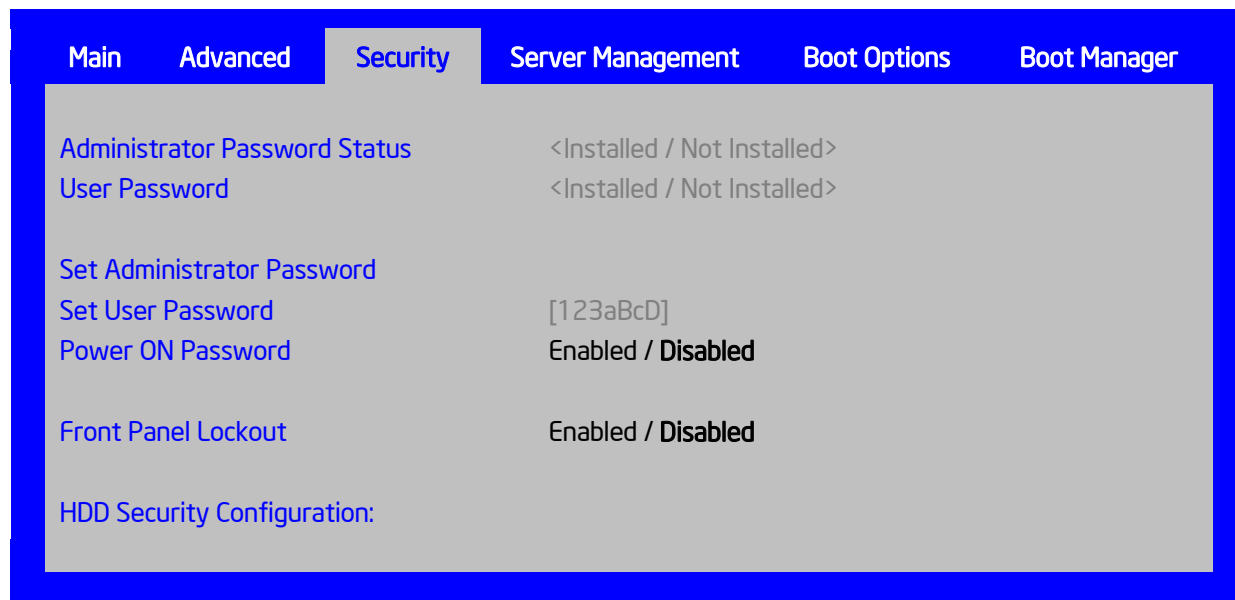 Main Advanced Security Server Management Boot Options Boot Manager
Administrator Password Status <Installed / Not Installed>
User Password <Installed / Not Installed>
Set Administrator Password
Set User Password [123aBcD]
Power ON Password Enabled / Disabled
Front Panel Lockout Enabled / Disabled
HDD Security Configuration: